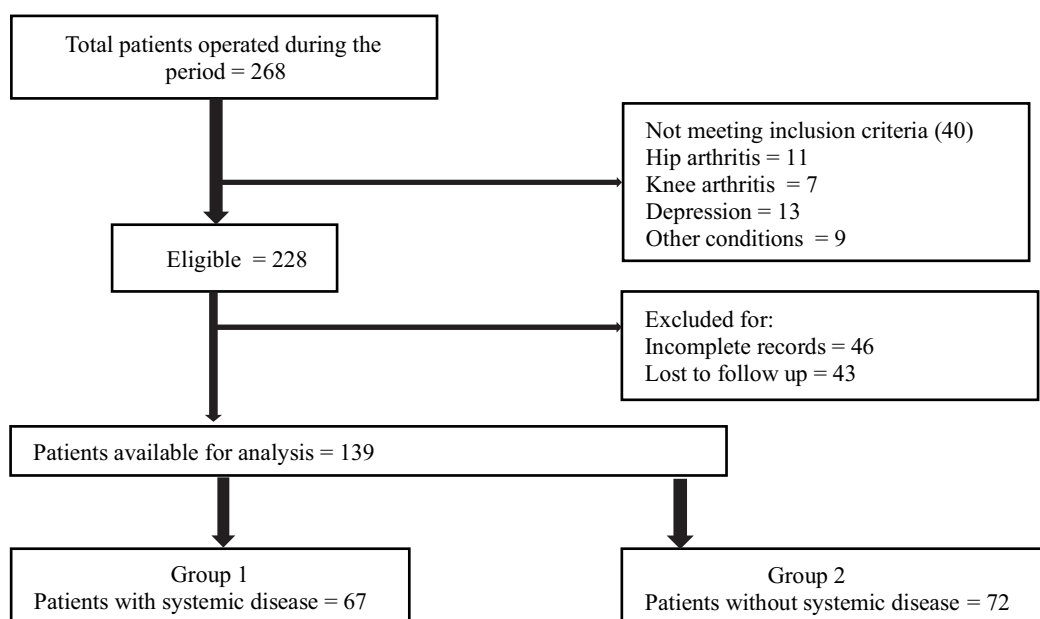 Total patients operated during the
period = 268
Not meeting inclusion criteria (40)
Hip arthritis = 11
Knee arthritis = 7
Depression = 13
Other conditions = 9
Eligible = 228
Excluded for:
Incomplete records = 46
Lost to follow up = 43
Patients available for analysis = 139
Group 1
Patients with systemic disease = 67
Group 2
Patients without systemic disease = 72